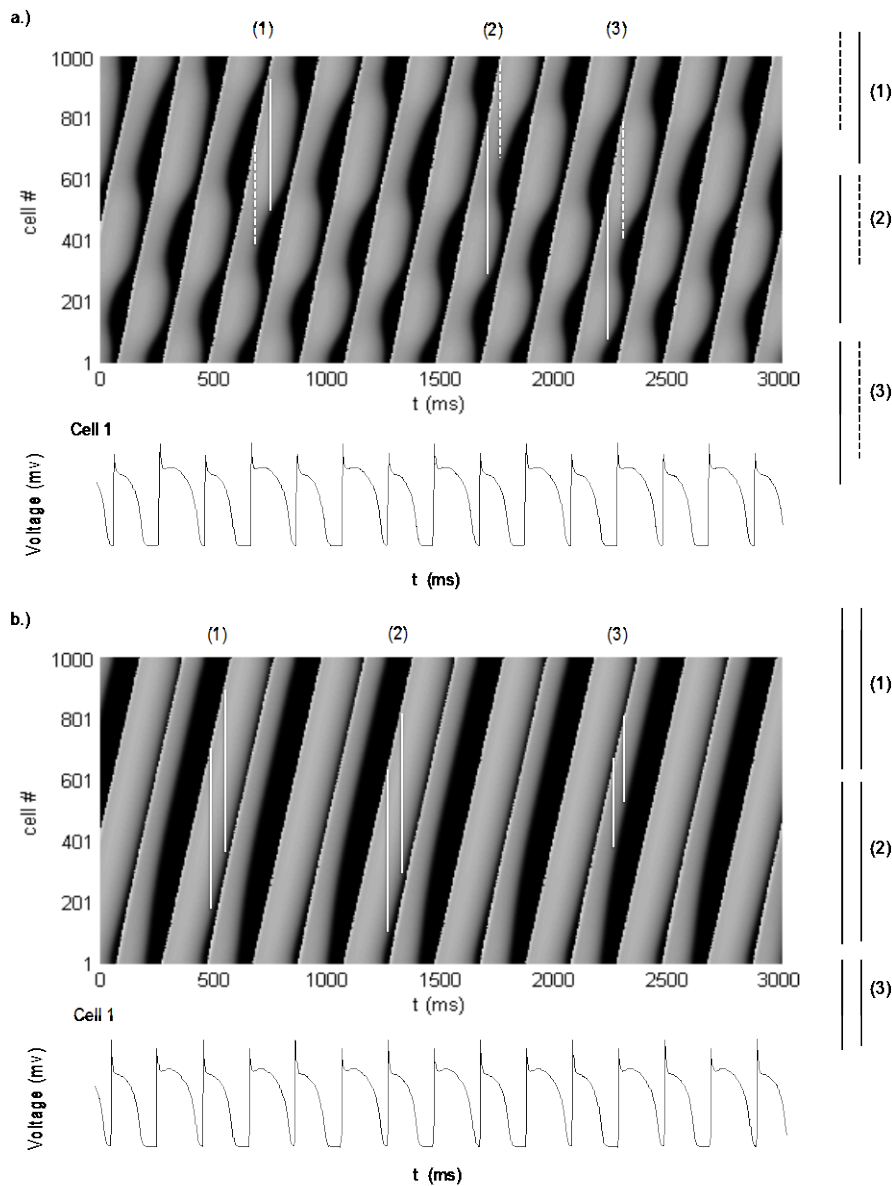 a.)
(1) (2) (3)
1000
801
601
401
201
1
cell #
0 500 1000 1500 2000 2500 3000
t (ms)
(1)
(2)
(3)
Cell 1
Voltage (mv)
t (ms)
b.)
(1) (2) (3)
1000
801
601
401
201
1
cell #
0 500 1000 1500 2000 2500 3000
t (ms)
(1)
(2)
(3)
Cell 1
Voltage (mv)
t (ms)